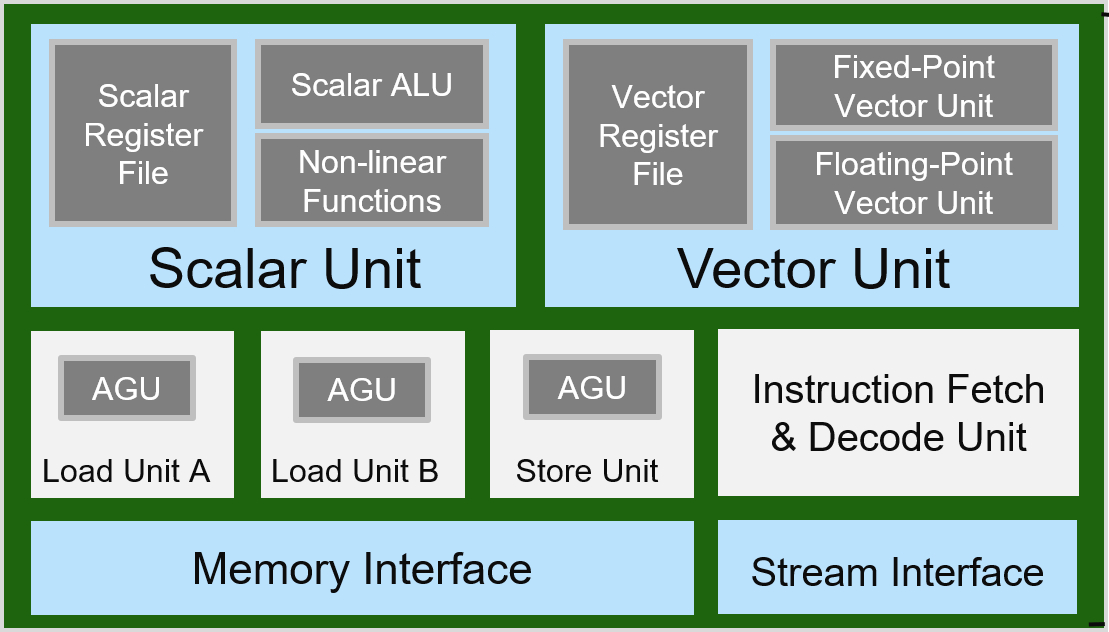 Scalar
Register
File
Scalar ALU
Non-linear
Functions
Scalar Unit
Vector
Register
File
Fixed-Point
Vector Unit
Floating-Point
Vector Unit
Vector Unit
AGU
Load Unit A
AGU
Load Unit B
AGU
Store Unit
Instruction Fetch
& Decode Unit
Memory Interface
Stream Interface